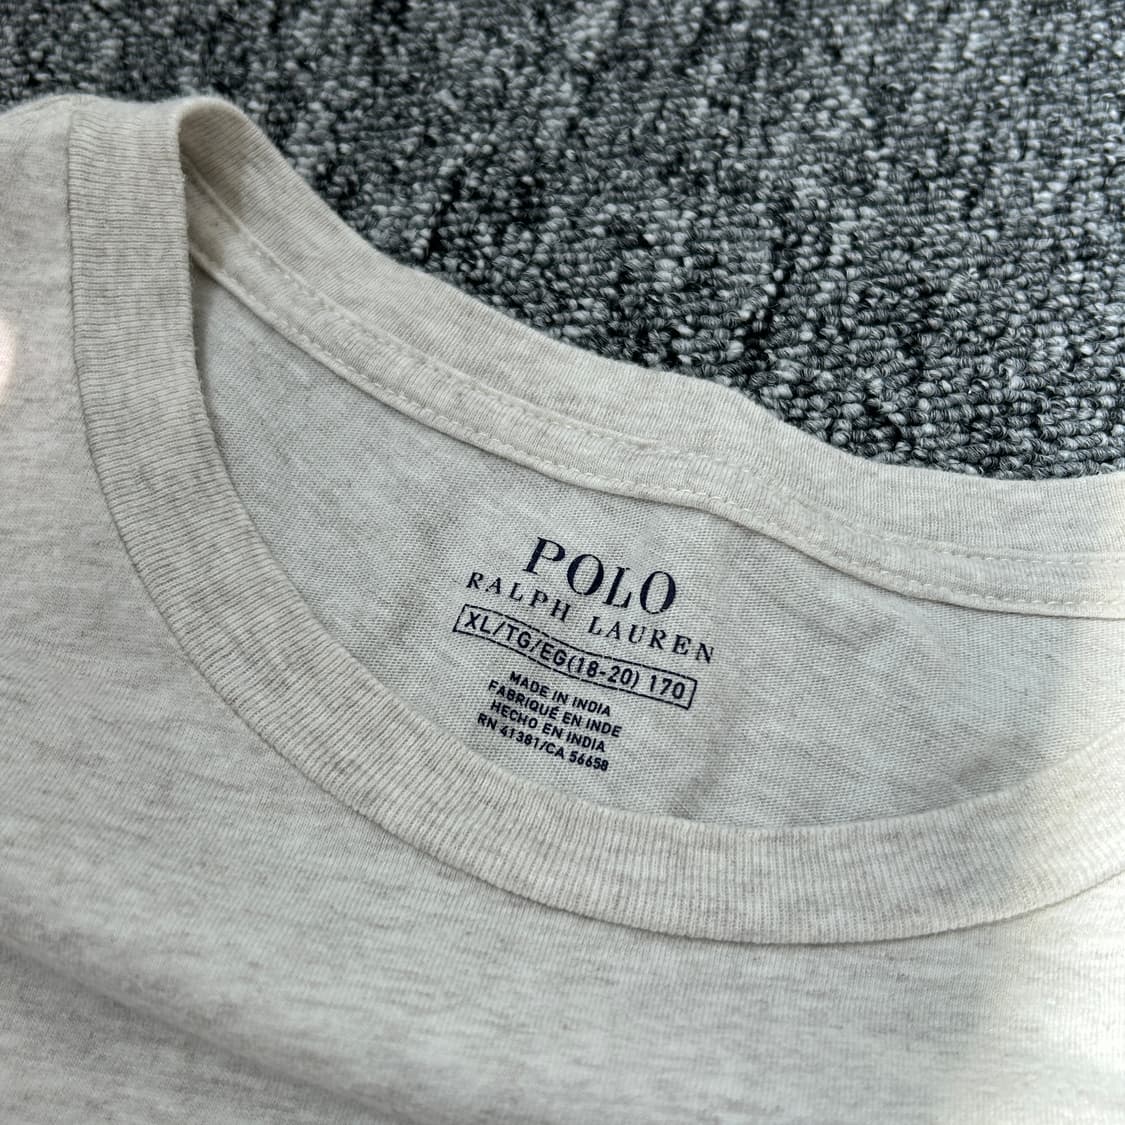 POLO
RALPH LAUREN
XL/TG/EG(18-20) 170
MADE IN INDIA
FABRIQUÉ EN INDE
HECHO EN INDIA
RN 41381/CA 56658